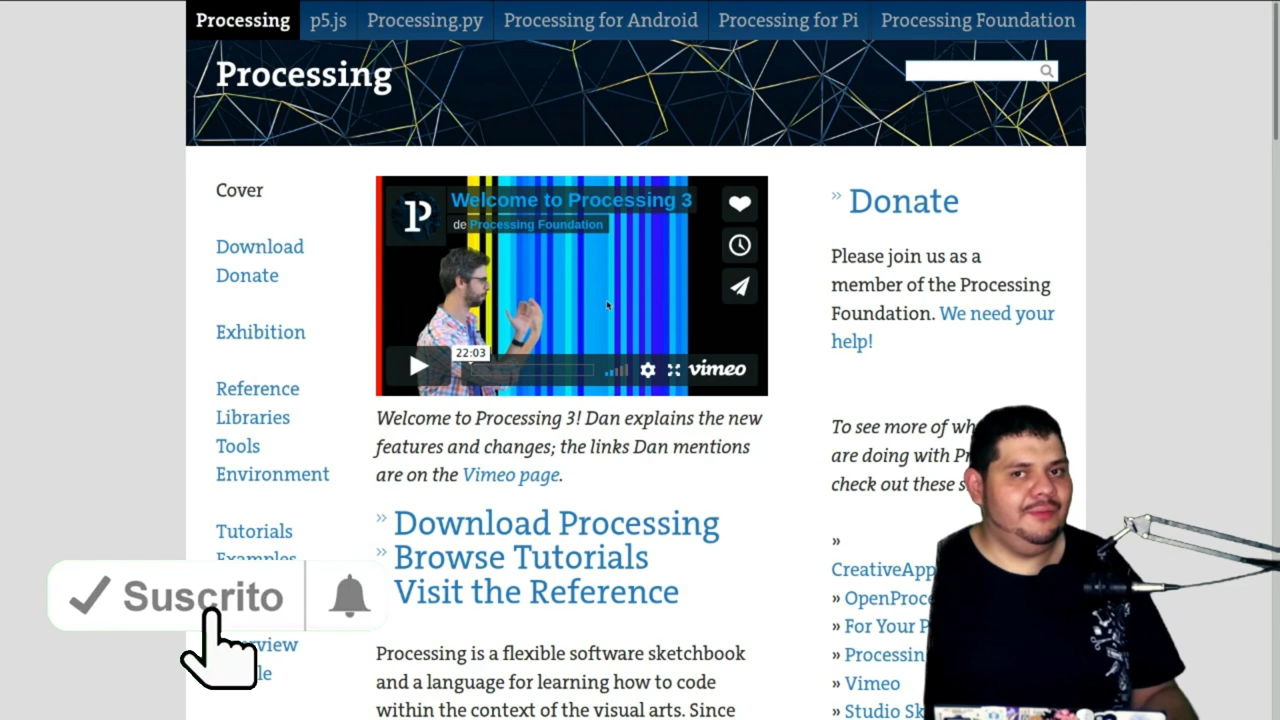 Processing
p5.js
Processing.py
Processing for Android
Processing for Pi
Processing Foundation
Processing
Cover
Download
Donate
Exhibition
Reference
Libraries
Tools
Environment
Tutorials
Examples
Welcome to Processing 3
de Processing Foundation
22:03
vimeo
Welcome to Processing 3! Dan explains the new
features and changes; the links Dan mentions
are on the Vimeo page.
» Download Processing
» Browse Tutorials
Visit the Reference
Processing is a flexible software sketchbook
and a language for learning how to code
within the context of the visual arts. Since
» Donate
Please join us as a
member of the Processing
Foundation. We need your
help!
To see more of
are doing with
check out these
»
CreativeApp
» OpenProce
» For Your
» Processin
» Vimeo
» Studio Sk
Suscrito